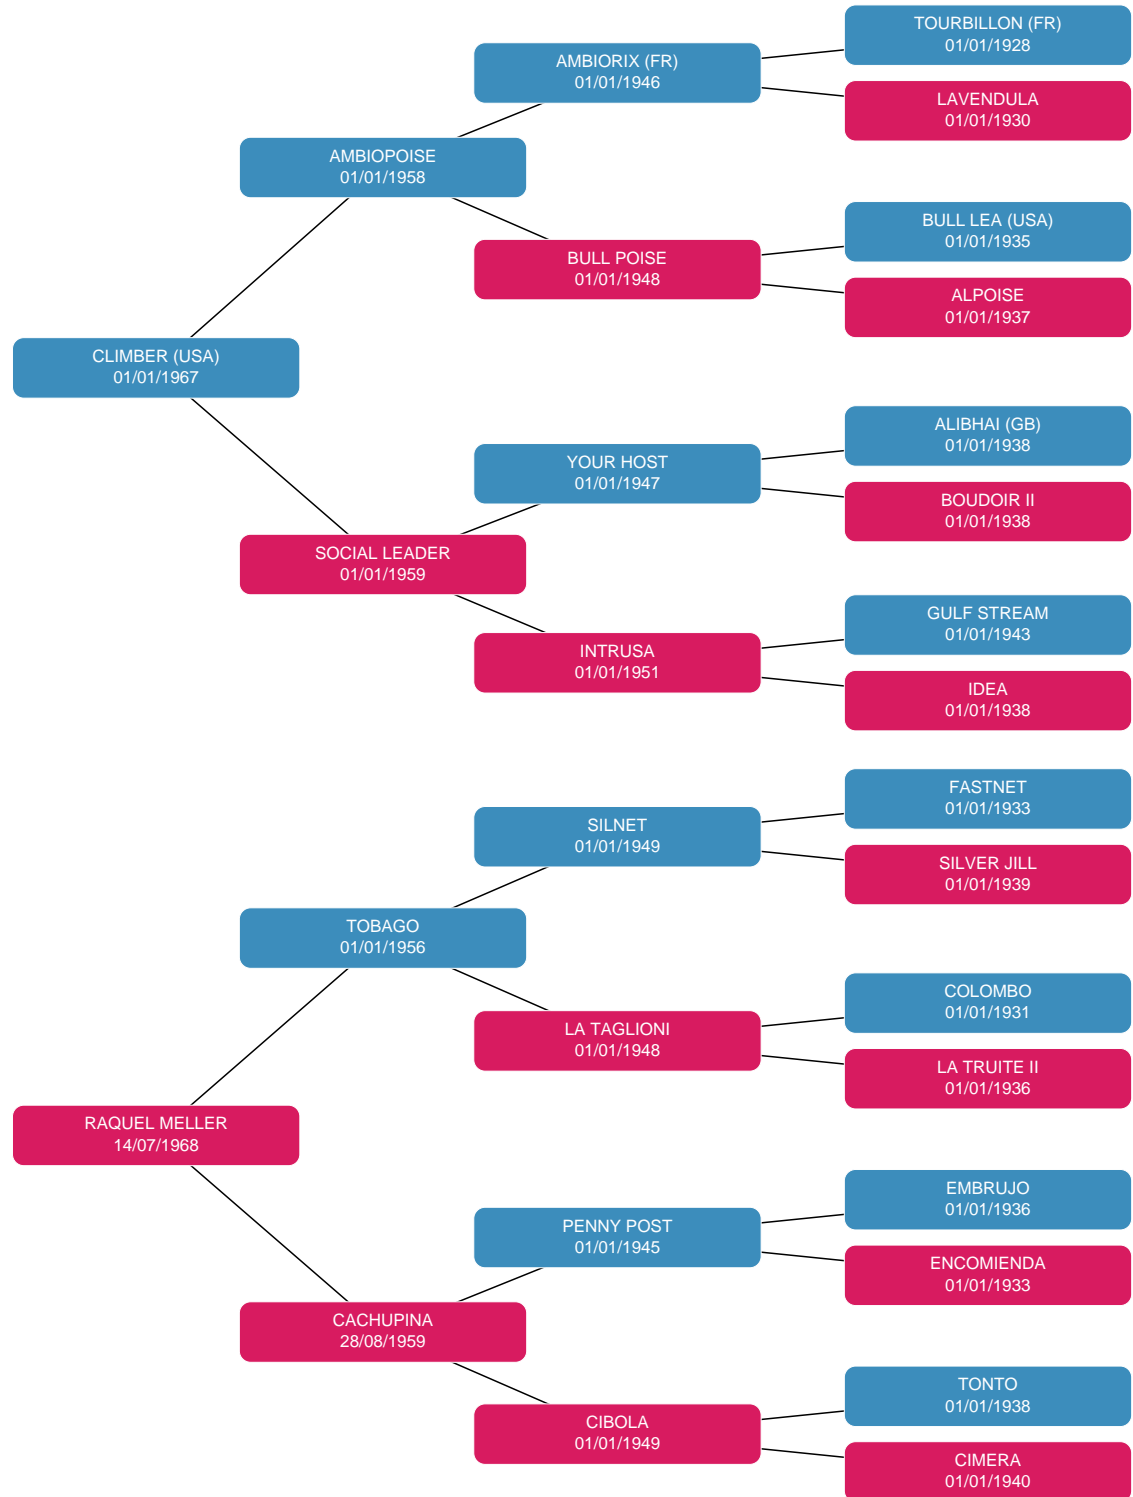 TOURBILLON (FR)
01/01/1928
AMBIORIX (FR)
01/01/1946
LAVENDULA
01/01/1930
AMBIOPOISE
01/01/1958
BULL LEA (USA)
01/01/1935
BULL POISE
01/01/1948
ALPOISE
01/01/1937
CLIMBER (USA)
01/01/1967
ALIBHAI (GB)
01/01/1938
YOUR HOST
01/01/1947
BOUDOIR II
01/01/1938
SOCIAL LEADER
01/01/1959
GULF STREAM
01/01/1943
INTRUSA
01/01/1951
IDEA
01/01/1938
FASTNET
01/01/1933
SILNET
01/01/1949
SILVER JILL
01/01/1939
TOBAGO
01/01/1956
COLOMBO
01/01/1931
LA TAGLIONI
01/01/1948
LA TRUITE II
01/01/1936
RAQUEL MELLER
14/07/1968
EMBRUJO
01/01/1936
PENNY POST
01/01/1945
ENCOMIENDA
01/01/1933
CACHUPINA
28/08/1959
TONTO
01/01/1938
CIBOLA
01/01/1949
CIMERA
01/01/1940